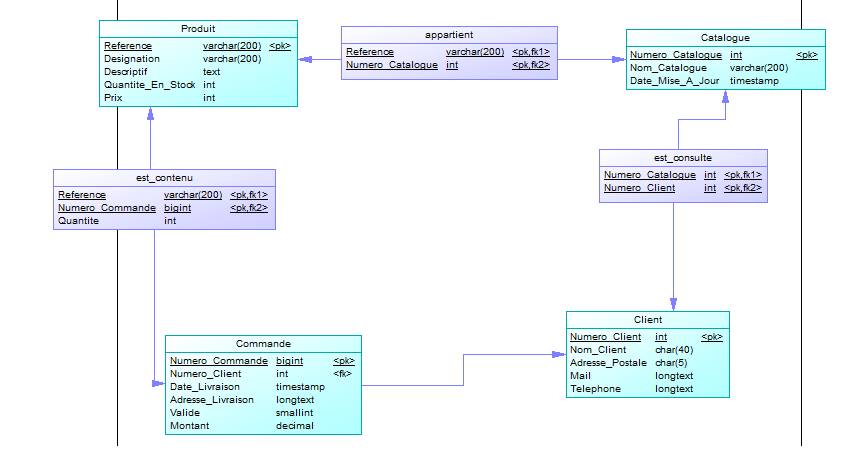 Produit
Reference varchar(200) <pk>
Designation varchar(200)
Descriptif text
Quantite_En_Stock int
Prix int
appartient
Reference varchar(200) <pk,fk1>
Numero_Catalogue int <pk,fk2>
Catalogue
Numero_Catalogue int <pk>
Nom_Catalogue varchar(200)
Date_Mise_A_Jour timestamp
est_contenu
Reference varchar(200) <pk,fk1>
Numero_Commande bigint <pk,fk2>
Quantite int
est_consulte
Numero_Catalogue int <pk,fk1>
Numero_Client int <pk,fk2>
Commande
Numero_Commande bigint <pk>
Numero_Client int <fk>
Date_Livraison timestamp
Adresse_Livraison longtext
Valide smallint
Montant decimal
Client
Numero_Client int <pk>
Nom_Client char(40)
Adresse_Postale char(5)
Mail longtext
Telephone longtext